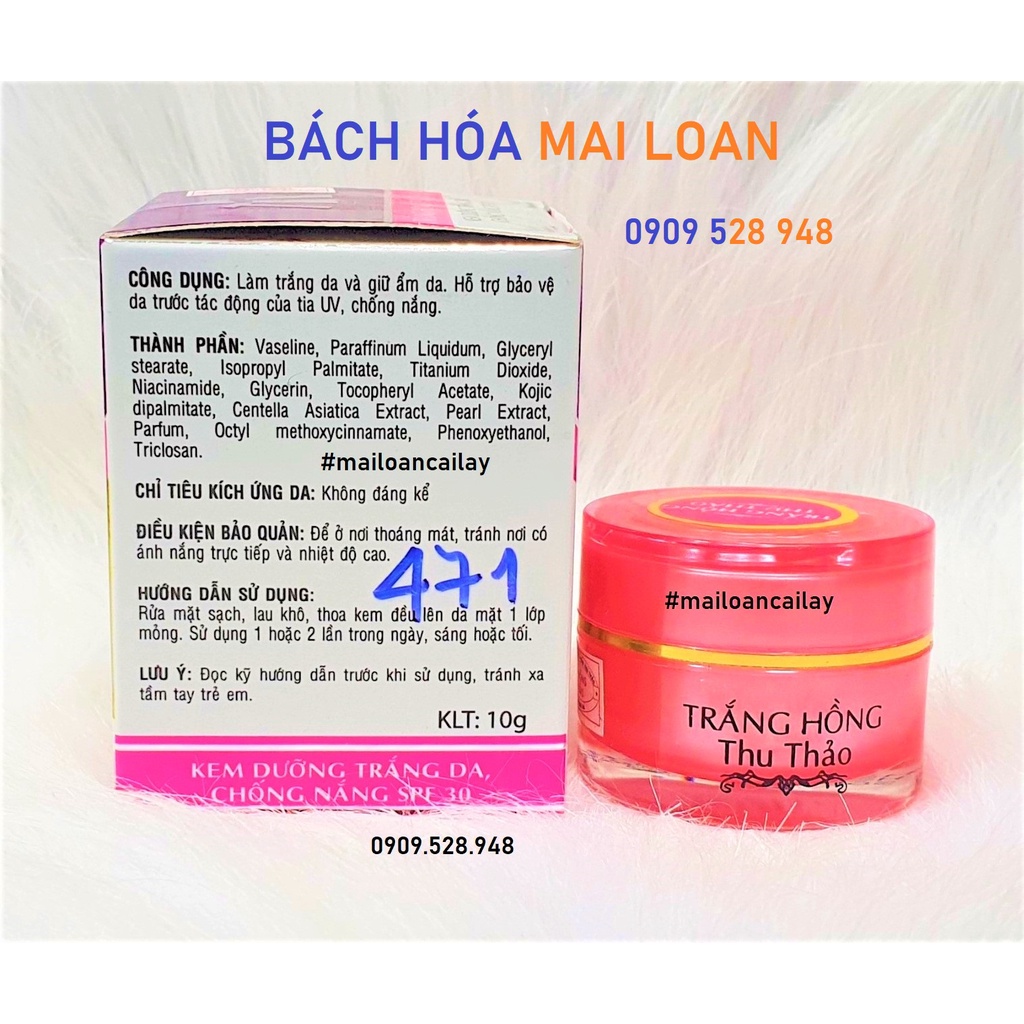 BÁCH HÓA MAI LOAN
0909 528 948
CÔNG DỤNG: Làm trắng da và giữ ẩm da. Hỗ trợ bảo vệ
da trước tác động của tia UV, chống nắng.
THÀNH PHẦN: Vaseline, Paraffinum Liquidum, Glyceryl
stearate, Isopropyl Palmitate, Titanium Dioxide,
Niacinamide, Glycerin, Tocopheryl Acetate, Kojic
dipalmitate, Centella Asiatica Extract, Pearl Extract,
Parfum, Octyl methoxycinnamate, Phenoxyethanol,
Triclosan.
#mailoancailay
CHỈ TIÊU KÍCH ỨNG DA: Không đáng kể
ĐIỀU KIỆN BẢO QUẢN: Để ở nơi thoáng mát, tránh nơi có
ánh nắng trực tiếp và nhiệt độ cao.
471
HƯỚNG DẪN SỬ DỤNG:
Rửa mặt sạch, lau khô, thoa kem đều lên da mặt 1 lớp
mỏng. Sử dụng 1 hoặc 2 lần trong ngày, sáng hoặc tối.
LƯU Ý: Đọc kỹ hướng dẫn trước khi sử dụng, tránh xa
tầm tay trẻ em.
KLT: 10g
KEM DƯỠNG TRẮNG DA,
CHỐNG NẮNG SPF 30
0909.528.948
#mailoancailay
TRẮNG HỒNG
Thu Thảo